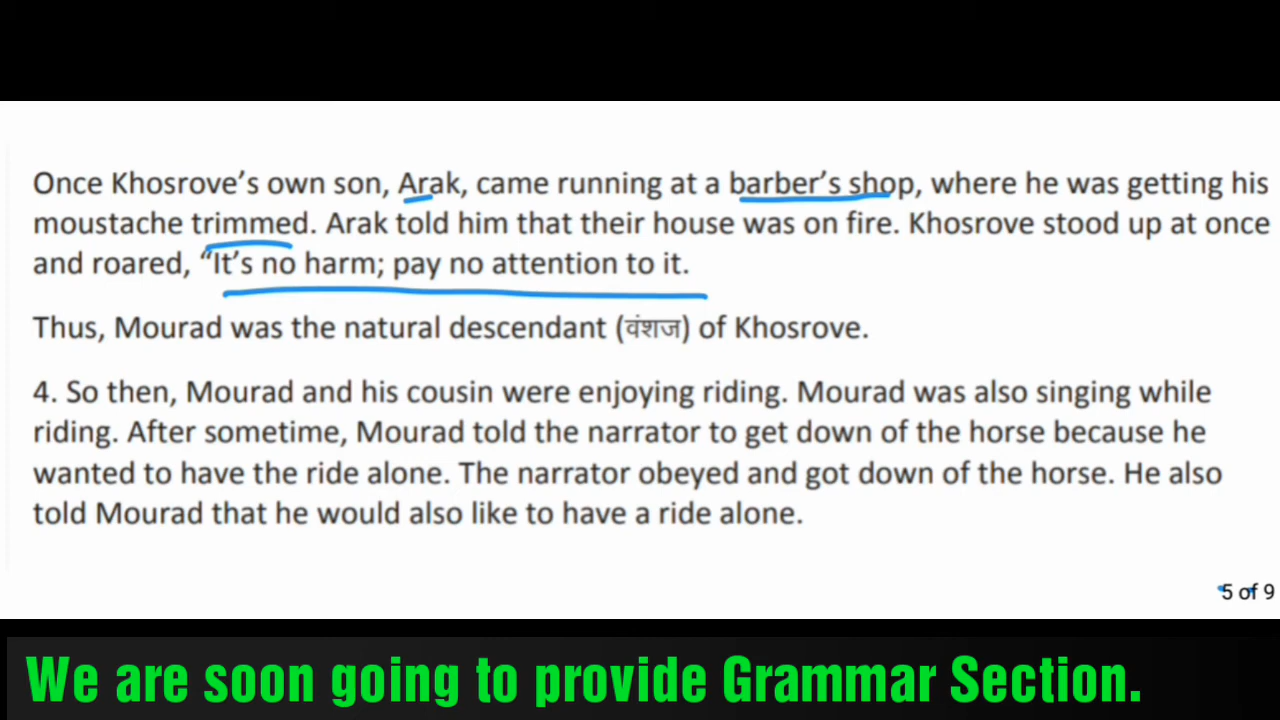 Once Khosrove’s own son, Arak, came running at a barber’s shop, where he was getting his
moustache trimmed. Arak told him that their house was on fire. Khosrove stood up at once
and roared, “It’s no harm; pay no attention to it.
Thus, Mourad was the natural descendant (वंशज) of Khosrove.
4. So then, Mourad and his cousin were enjoying riding. Mourad was also singing while
riding. After sometime, Mourad told the narrator to get down of the horse because he
wanted to have the ride alone. The narrator obeyed and got down of the horse. He also
told Mourad that he would also like to have a ride alone.
5 of 9
We are soon going to provide Grammar Section.